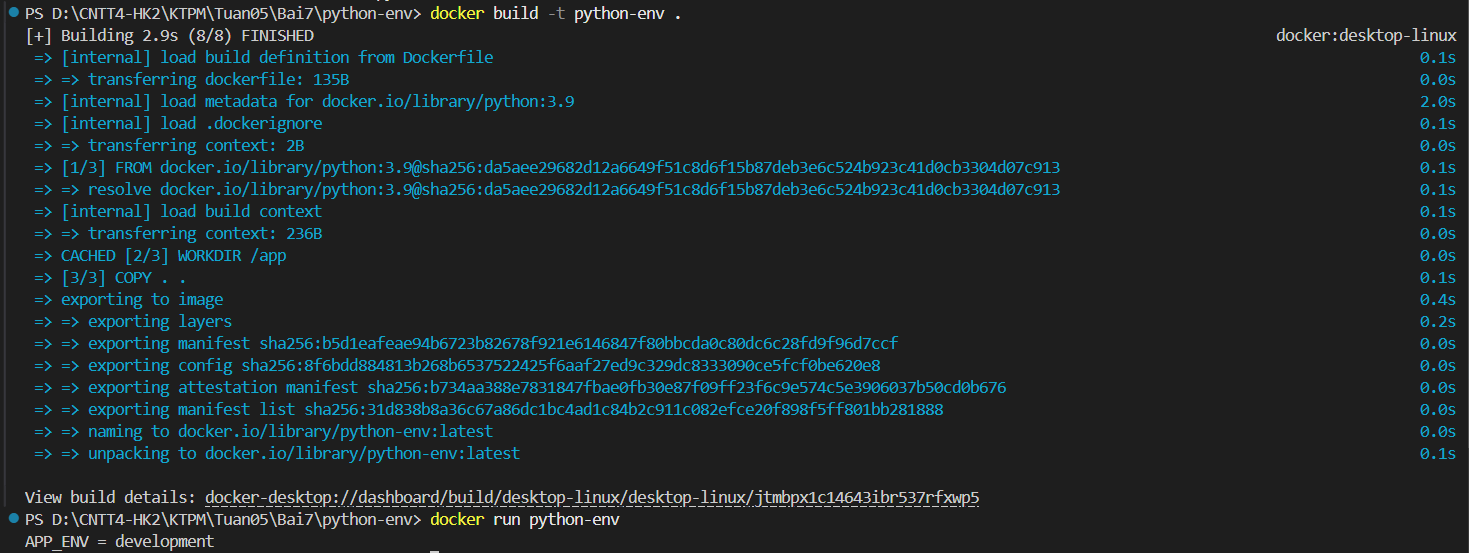 PS D:\CNTT4-HK2\KTPM\Tuan05\Bai7\python-env> docker build -t python-env .
[+] Building 2.9s (8/8) FINISHED docker:desktop-linux
=> [internal] load build definition from Dockerfile 0.1s
=> => transferring dockerfile: 135B 0.0s
=> [internal] load metadata for docker.io/library/python:3.9 2.0s
=> [internal] load .dockerignore 0.1s
=> => transferring context: 2B 0.0s
=> [1/3] FROM docker.io/library/python:3.9@sha256:da5aee29682d12a6649f51c8d6f15b87deb3e6c524b923c41d0cb3304d07c913 0.1s
=> => resolve docker.io/library/python:3.9@sha256:da5aee29682d12a6649f51c8d6f15b87deb3e6c524b923c41d0cb3304d07c913 0.1s
=> [internal] load build context 0.1s
=> => transferring context: 236B 0.0s
=> CACHED [2/3] WORKDIR /app 0.0s
=> [3/3] COPY . . 0.1s
=> exporting to image 0.4s
=> => exporting layers 0.2s
=> => exporting manifest sha256:b5d1eafeae94b6723b82678f921e6146847f80bbcda0c80dc6c28fd9f96d7ccf 0.0s
=> => exporting config sha256:8f6bdd884813b268b6537522425f6aaf27ed9c329dc8333090ce5fcf0be620e8 0.0s
=> => exporting attestation manifest sha256:b734aa388e7831847fbae0fb30e87f09ff23f6c9e574c5e3906037b50cd0b676 0.0s
=> => exporting manifest list sha256:31d838b8a36c67a86dc1bc4ad1c84b2c911c082efce20f898f5ff801bb281888 0.0s
=> => naming to docker.io/library/python-env:latest 0.0s
=> => unpacking to docker.io/library/python-env:latest 0.1s
View build details: docker-desktop://dashboard/build/desktop-linux/desktop-linux/jtmbpx1c14643ibr537rfxwp5
PS D:\CNTT4-HK2\KTPM\Tuan05\Bai7\python-env> docker run python-env
APP_ENV = development